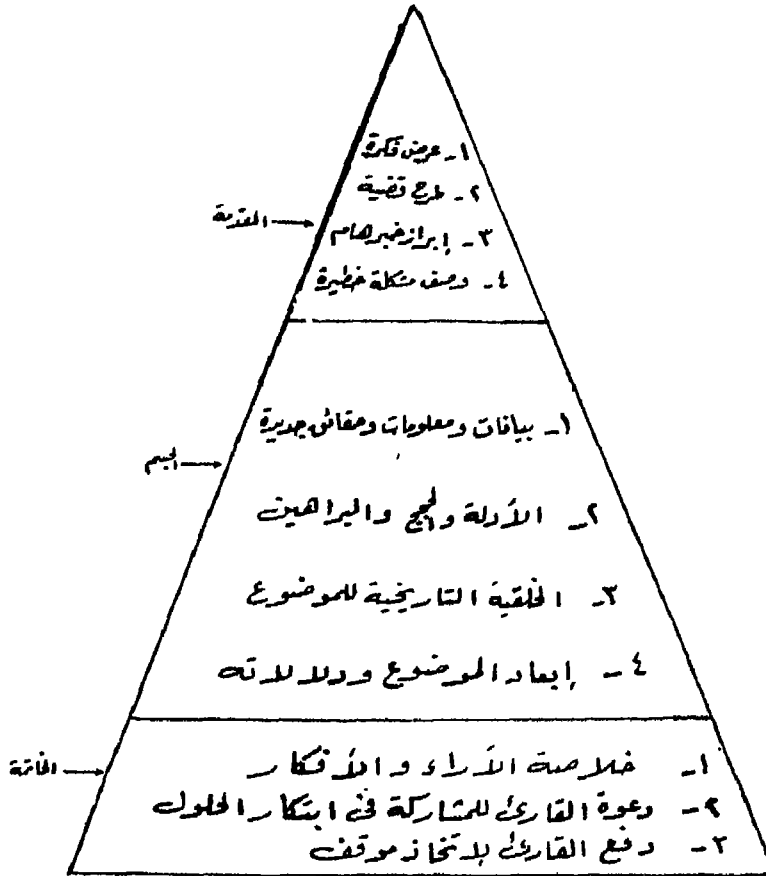 ١- عرض فكرة
٢- طرح قضية
المقدمة
٣- إبراز خبر هام
٤- وصف مشكلة خطيرة
١- بيانات ومعلومات وحقائق جديدة
الجسم
٢- الأدلة والحجج والبراهين
٣- الخلفية التاريخية للموضوع
٤- إبعاد الموضوع ودلالاته
الخاتمة
١- خلاصة الآراء والأفكار
٢- دعوة القارئ للمشاركة في ابتكار الحلول
٣- دفع القارئ لإتخاذ موقف